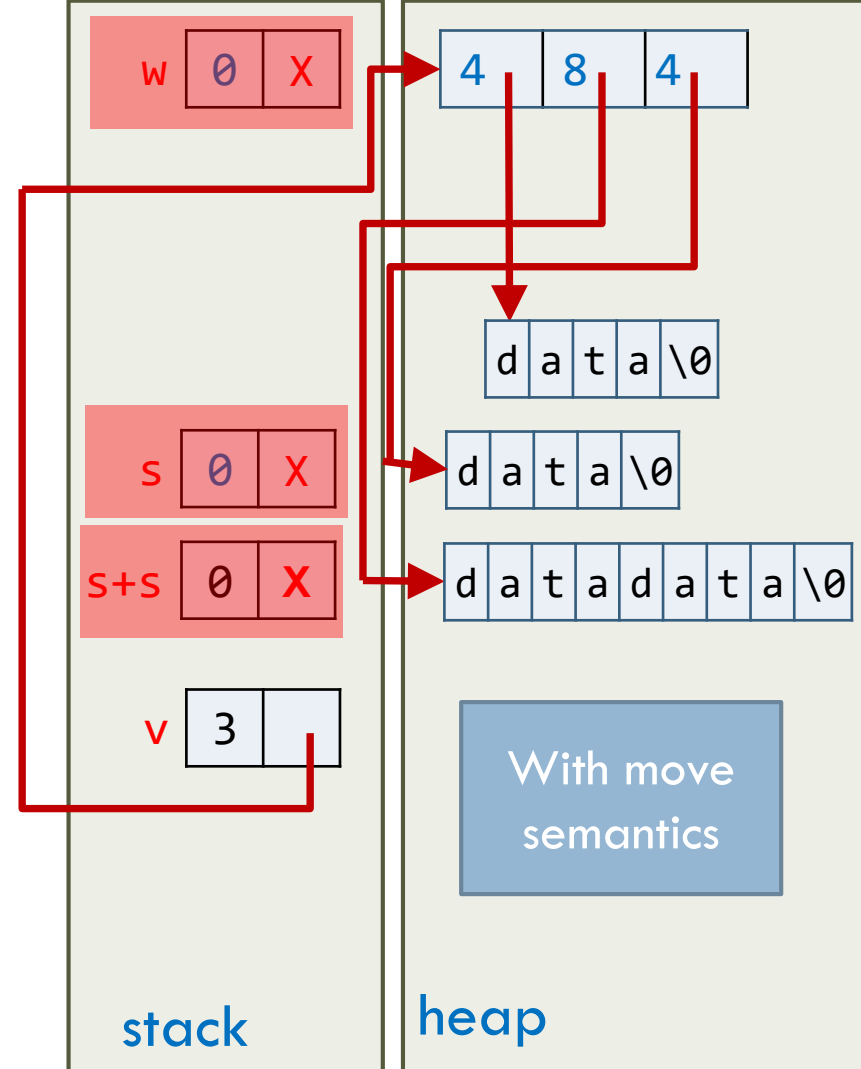 w 0 X 4 8 4
d a t a \0
s 0 X d a t a \0
s+s 0 X d a t a d a t a \0
v 3
With move
semantics
stack heap